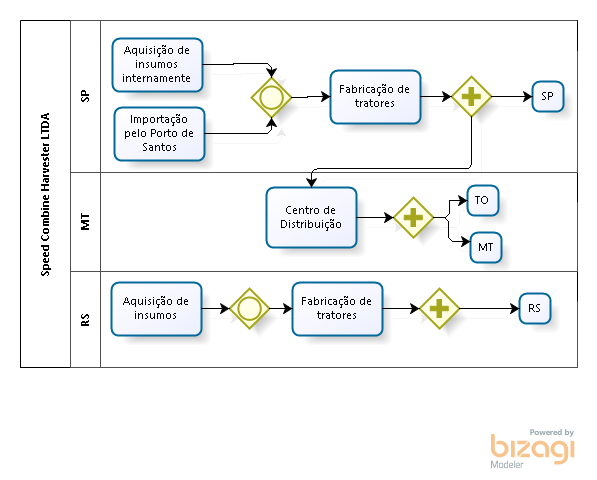 Speed Combine Harvester LTDA
SP
Aquisição de
insumos
internamente
Importação
pelo Porto de
Santos
Fabricação de
tratores
SP
MT
Centro de
Distribuição
TO
MT
RS
Aquisição de
insumos
Fabricação de
tratores
RS
Powered by
bizagi
Modeler